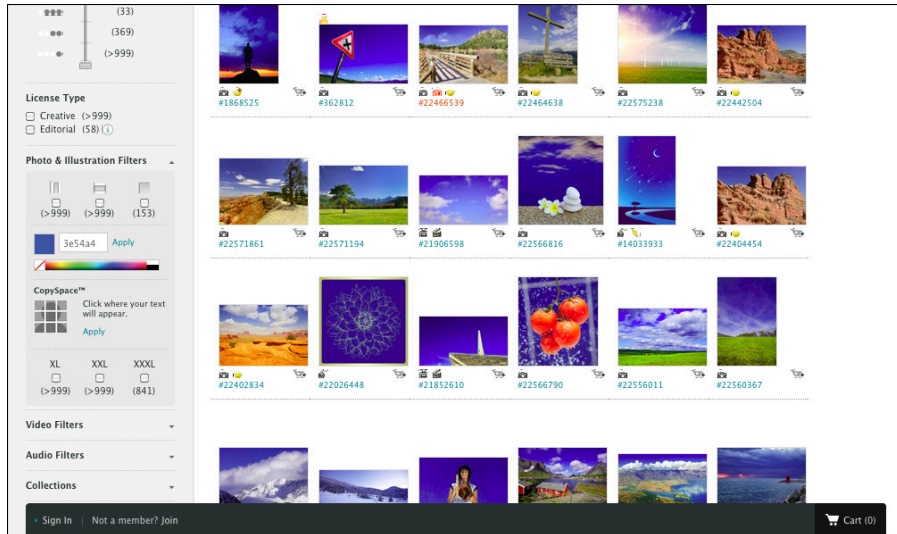 (33)
(369)
(>999)
License Type
Creative (>999)
Editorial (58)
Photo & Illustration Filters
(>999) (>999) (153)
3e54a4 Apply
CopySpace™
Click where your text
will appear.
Apply
XL XXL XXXL
(>999) (>999) (841)
Video Filters
Audio Filters
Collections
#1868525 #362812 #22466539 #22464638 #22575238 #22442504
#22571861 #22571194 #21906598 #22566816 #14033933 #22404454
#22402834 #22026448 #21852610 #22566790 #22556011 #22560367
Sign In | Not a member? Join Cart (0)